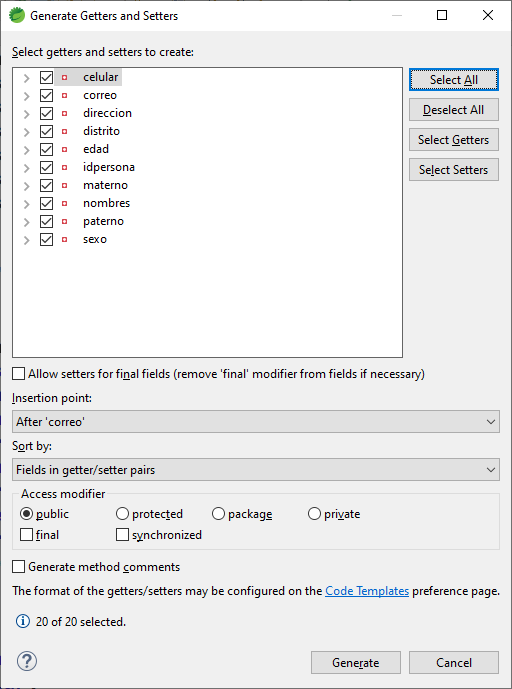 Generate Getters and Setters
Select getters and setters to create:
celular
correo
direccion
distrito
edad
idpersona
materno
nombres
paterno
sexo
Select All
Deselect All
Select Getters
Select Setters
Allow setters for final fields (remove 'final' modifier from fields if necessary)
Insertion point:
After 'correo'
Sort by:
Fields in getter/setter pairs
Access modifier
public protected package private
final synchronized
Generate method comments
The format of the getters/setters may be configured on the Code Templates preference page.
20 of 20 selected.
Generate Cancel